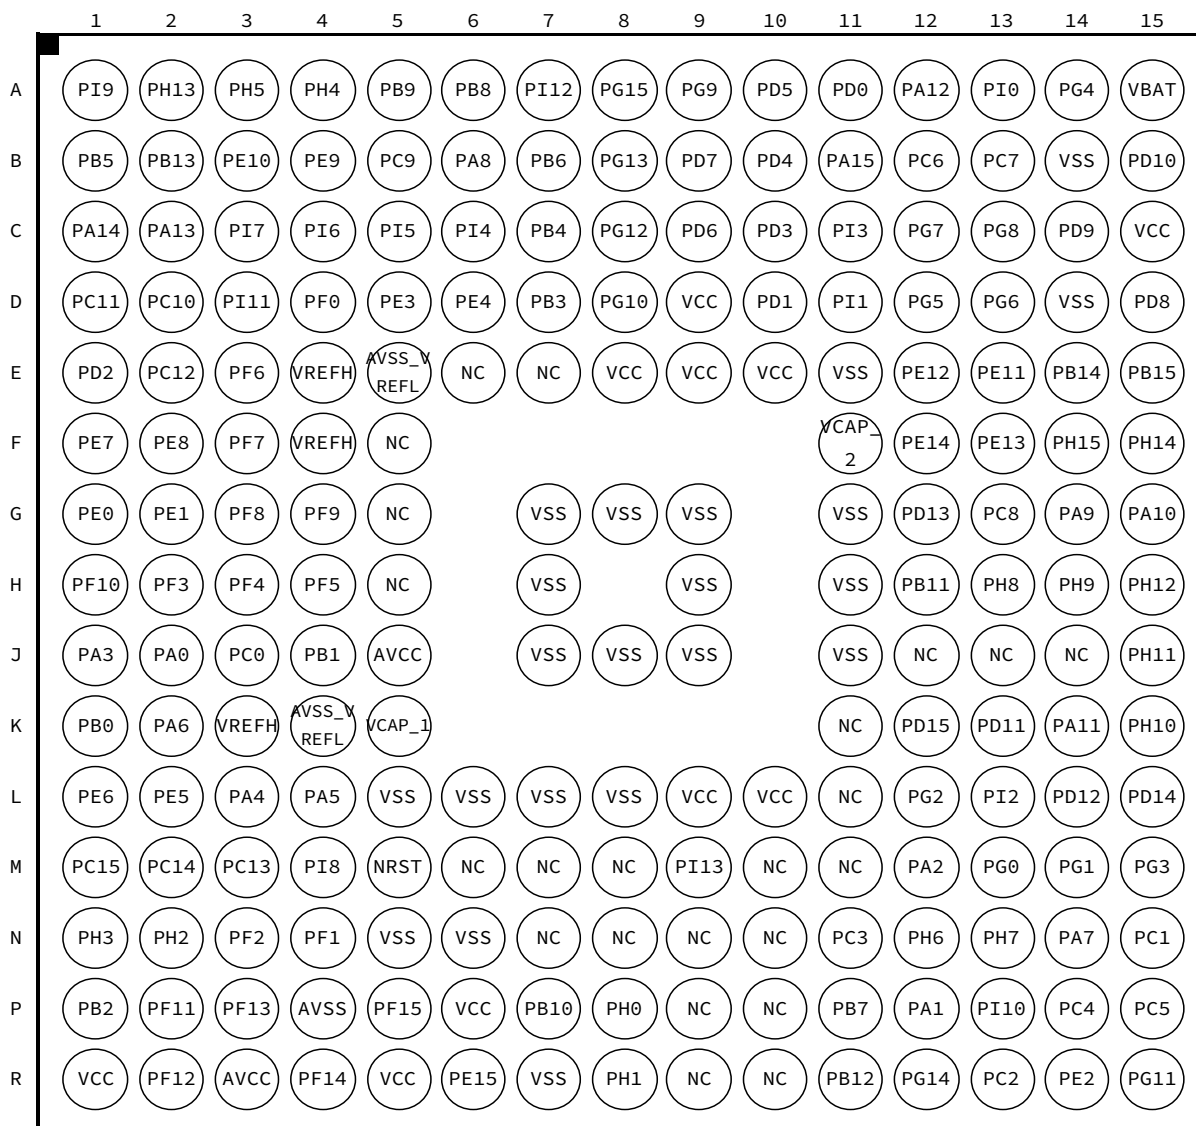 1 2 3 4 5 6 7 8 9 10 11 12 13 14 15
A PI9 PH13 PH5 PH4 PB9 PB8 PI12 PG15 PG9 PD5 PD0 PA12 PI0 PG4 VBAT
B PB5 PB13 PE10 PE9 PC9 PA8 PB6 PG13 PD7 PD4 PA15 PC6 PC7 VSS PD10
C PA14 PA13 PI7 PI6 PI5 PI4 PB4 PG12 PD6 PD3 PI3 PG7 PG8 PD9 VCC
D PC11 PC10 PI11 PF0 PE3 PE4 PB3 PG10 VCC PD1 PI1 PG5 PG6 VSS PD8
E PD2 PC12 PF6 VREFH AVSS_V NC NC VCC VCC VCC VSS PE12 PE11 PB14 PB15
REFL
F PE7 PE8 PF7 VREFH NC VCAP_ PE14 PE13 PH15 PH14
2
G PE0 PE1 PF8 PF9 NC VSS VSS VSS VSS PD13 PC8 PA9 PA10
H PF10 PF3 PF4 PF5 NC VSS VSS VSS PB11 PH8 PH9 PH12
J PA3 PA0 PC0 PB1 AVCC VSS VSS VSS VSS NC NC NC PH11
K PB0 PA6 VREFH AVSS_V VCAP_1 NC PD15 PD11 PA11 PH10
REFL
L PE6 PE5 PA4 PA5 VSS VSS VSS VSS VCC VCC NC PG2 PI2 PD12 PD14
M PC15 PC14 PC13 PI8 NRST NC NC NC PI13 NC NC PA2 PG0 PG1 PG3
N PH3 PH2 PF2 PF1 VSS VSS NC NC NC NC PC3 PH6 PH7 PA7 PC1
P PB2 PF11 PF13 AVSS PF15 VCC PB10 PH0 NC NC PB7 PA1 PI10 PC4 PC5
R VCC PF12 AVCC PF14 VCC PE15 VSS PH1 NC NC PB12 PG14 PC2 PE2 PG11